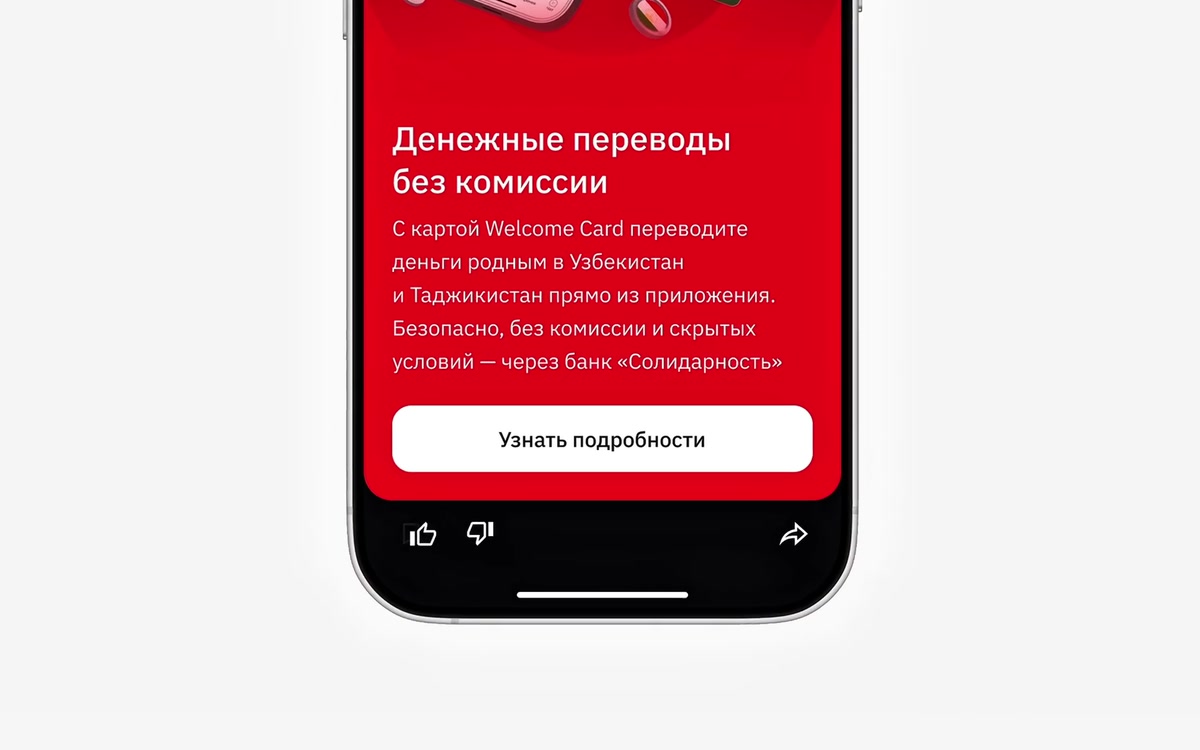 Денежные переводы
без комиссии
С картой Welcome Card переводите
деньги родным в Узбекистан
и Таджикистан прямо из приложения.
Безопасно, без комиссии и скрытых
условий — через банк «Солидарность»
Узнать подробности